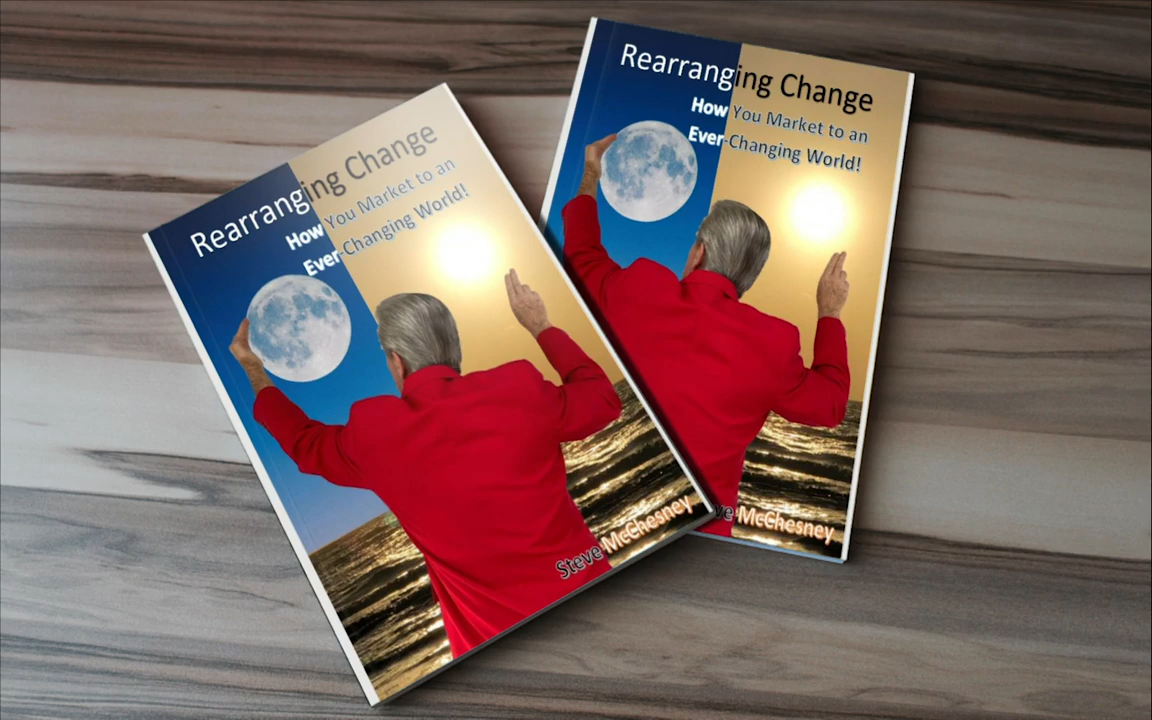 Rearranging Change
How You Market to an
Ever-Changing World!
Steve McChesney
Rearranging Change
How You Market to an
Ever-Changing World!
ve McChesney